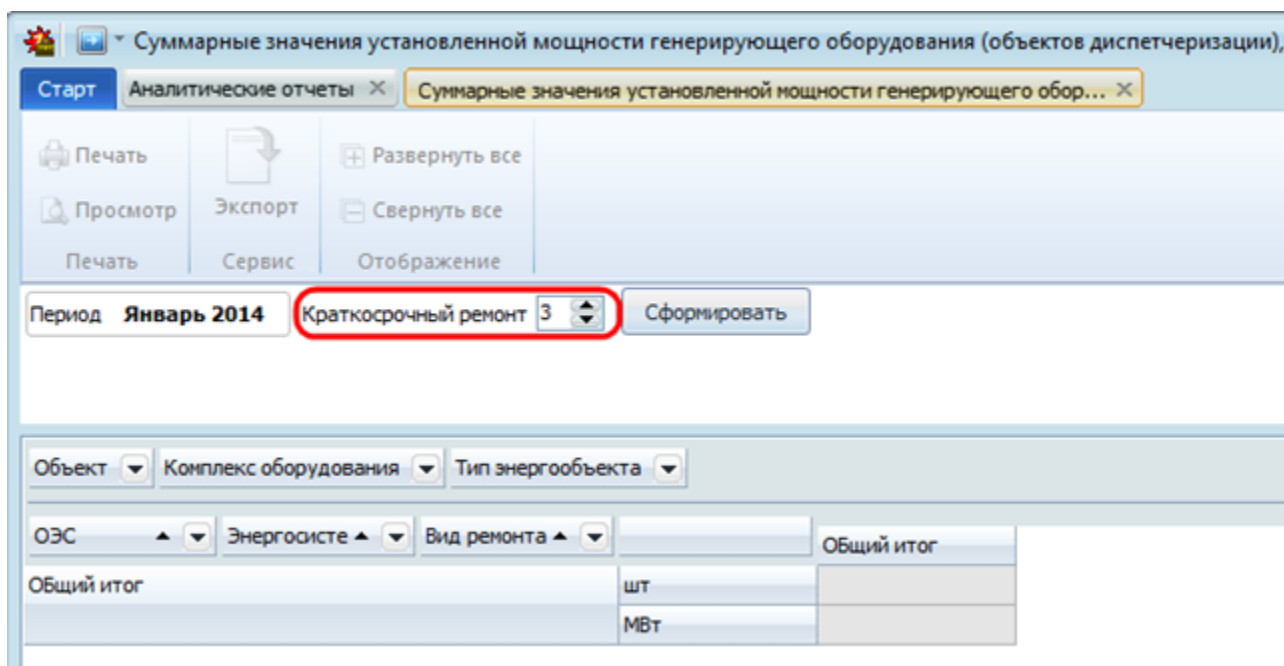 Суммарные значения установленной мощности генерирующего оборудования (объектов диспетчеризации),
Старт Аналитические отчеты Суммарные значения установленной мощности генерирующего обор...
Печать Развернуть все
Просмотр Экспорт Свернуть все
Печать Сервис Отображение
Период Январь 2014 Краткосрочный ремонт 3 Сформировать
Объект Комплекс оборудования Тип энергообъекта
ОЭС Энергосисте Вид ремонта ОБщий итог
ОБщий итог шт
МВт